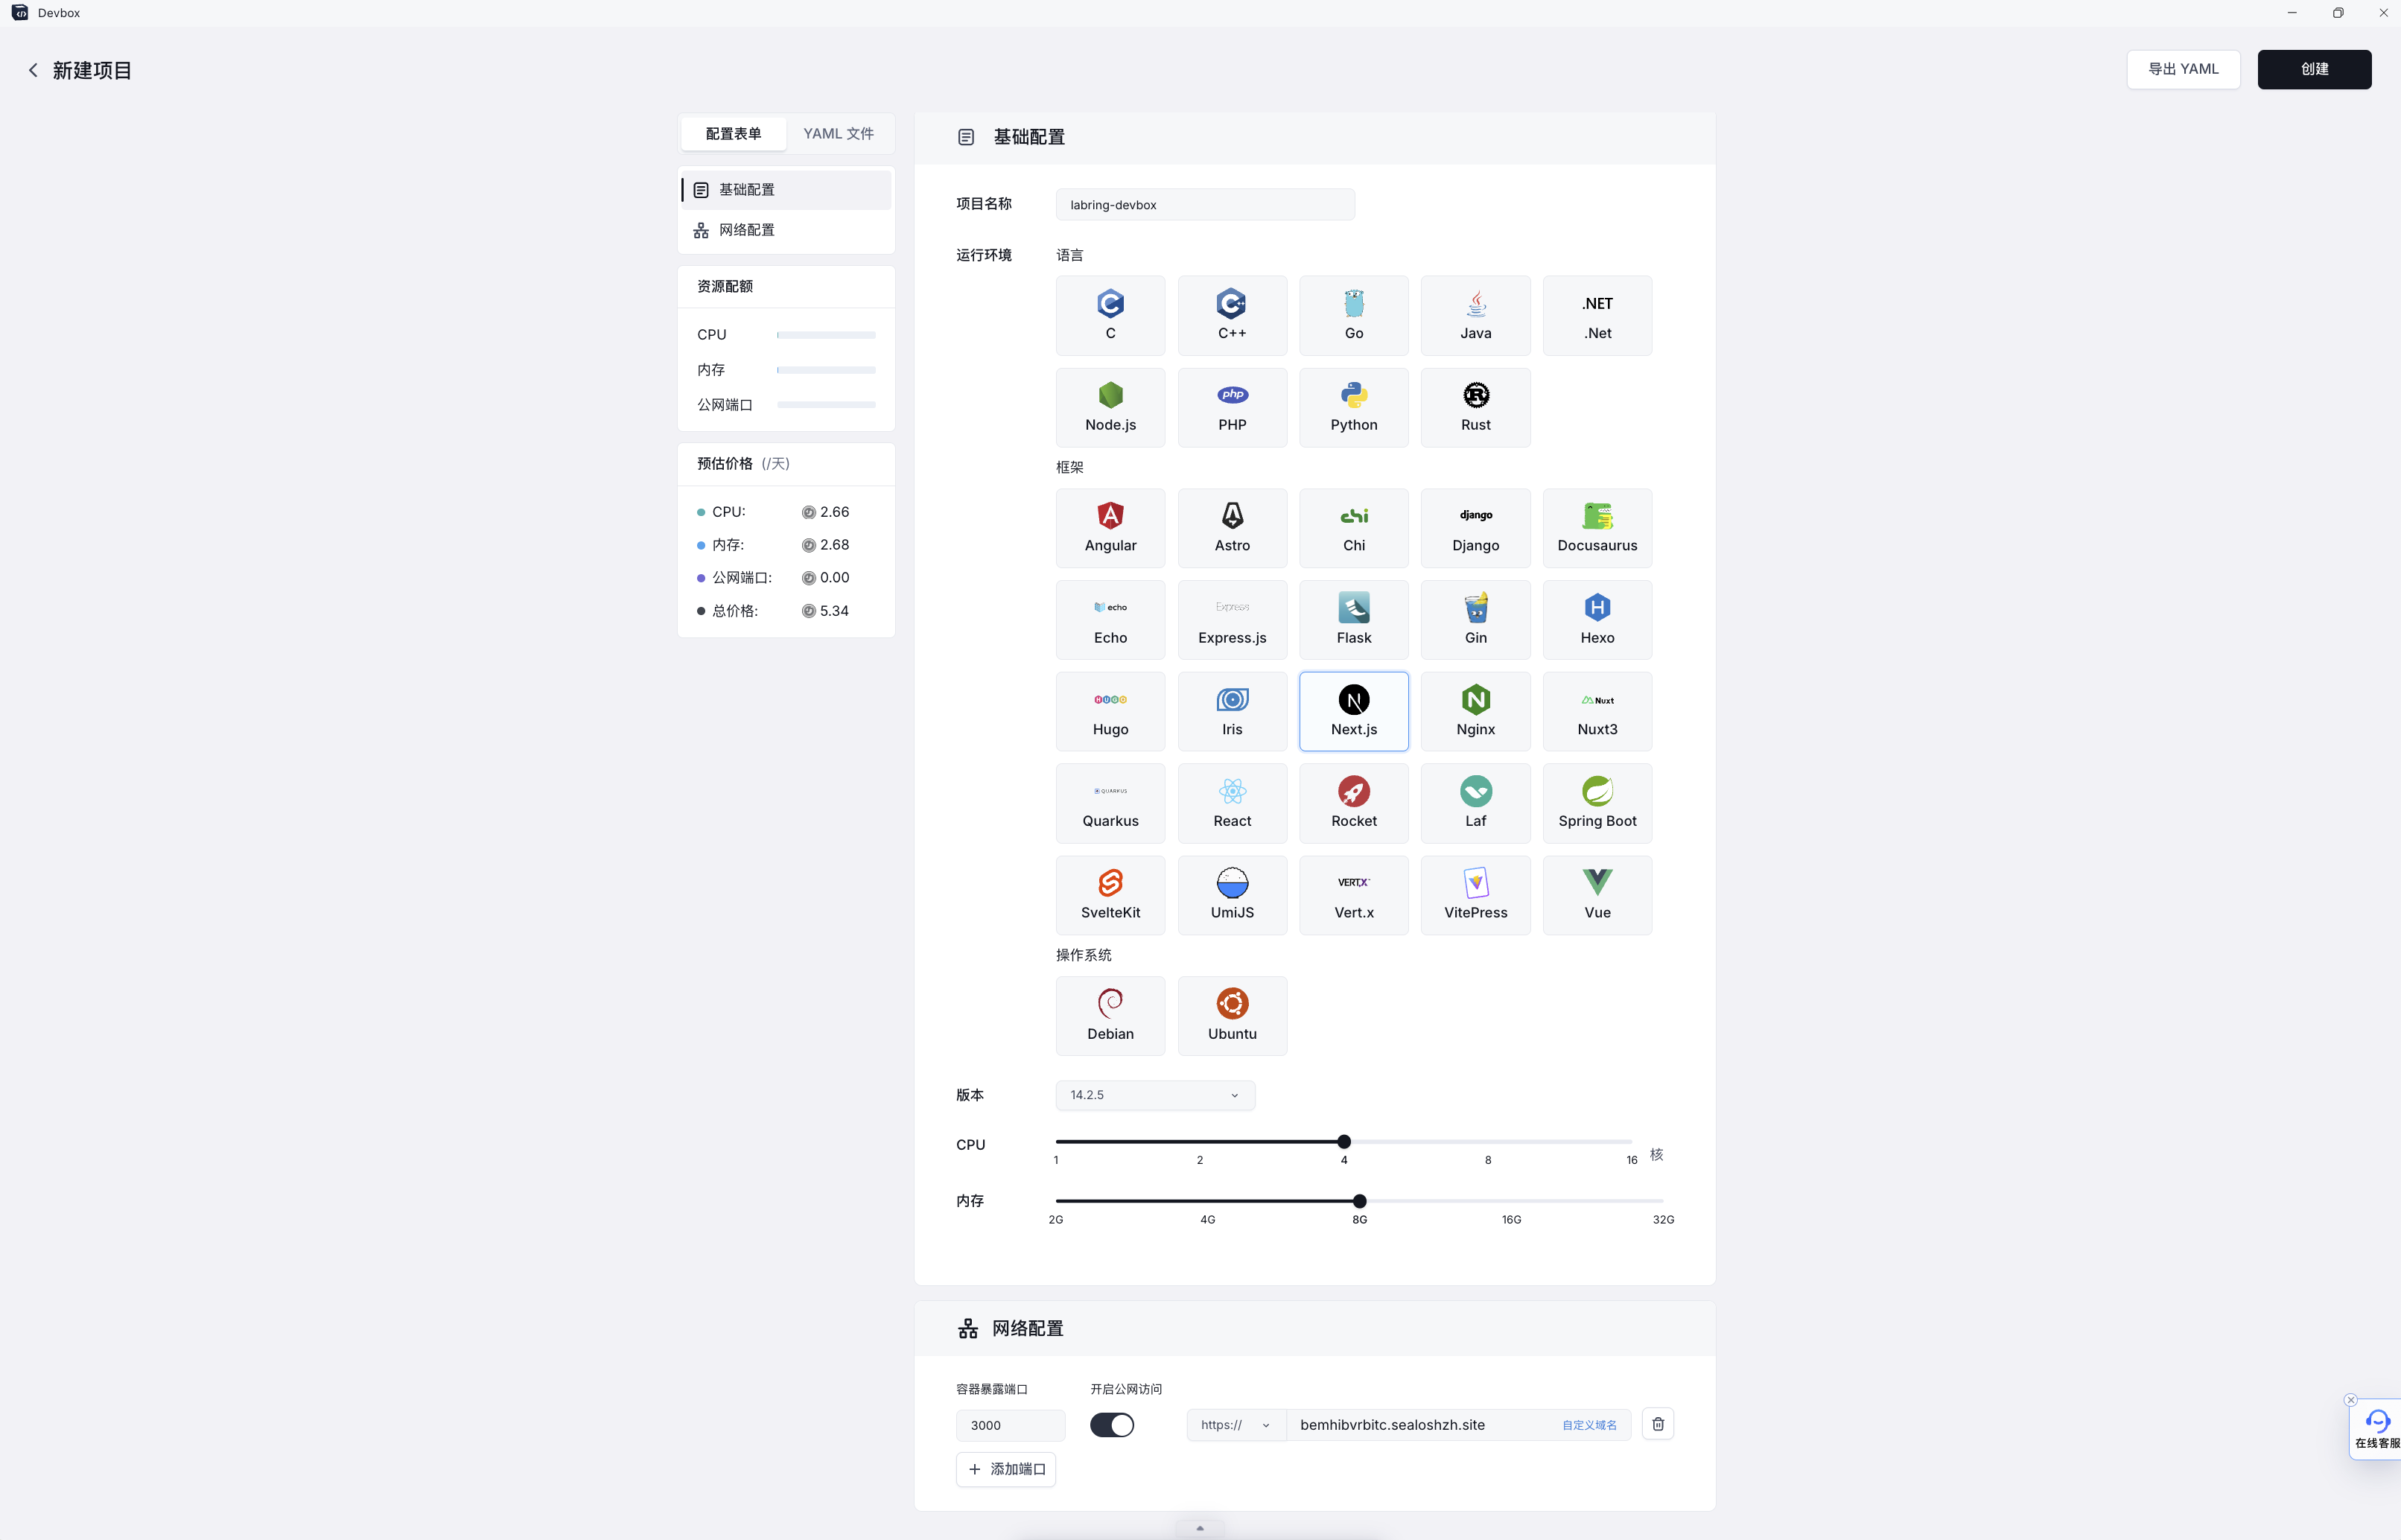 Devbox
新建项目
导出 YAML
创建
配置表单
YAML 文件
基础配置
网络配置
资源配额
CPU
内存
公网端口
预估价格 (/天)
CPU: 2.66
内存: 2.68
公网端口: 0.00
总价格: 5.34
基础配置
项目名称 labring-devbox
运行环境 语言
.NET
C C++ Go Java .Net
php
Node.js PHP Python Rust
框架
chi django
Angular Astro Chi Django Docusaurus
echo Express
Echo Express.js Flask Gin Hexo
HUGO Nuxt
Hugo Iris Next.js Nginx Nuxt3
QUARKUS
Quarkus React Rocket Laf Spring Boot
VERT.X
SvelteKit UmiJS Vert.x VitePress Vue
操作系统
Debian Ubuntu
版本 14.2.5
CPU
1 2 4 8 16 核
内存
2G 4G 8G 16G 32G
网络配置
容器暴露端口 开启公网访问
3000 https:// bemhibvrbitc.sealoshzh.site 自定义域名
添加端口
在线客服